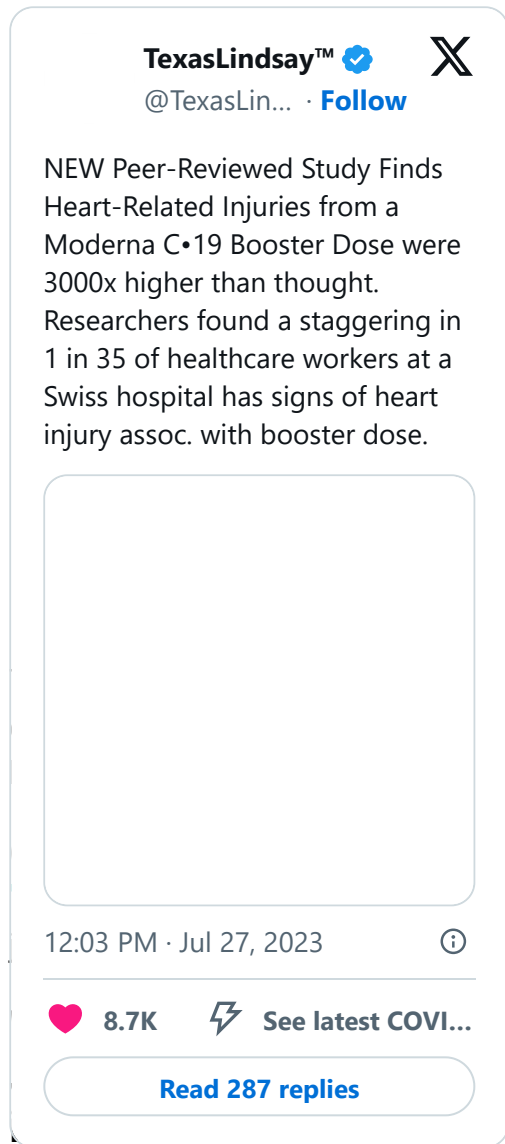 TexasLindsay™
@TexasLin... · Follow
NEW Peer-Reviewed Study Finds
Heart-Related Injuries from a
Moderna C•19 Booster Dose were
3000x higher than thought.
Researchers found a staggering in
1 in 35 of healthcare workers at a
Swiss hospital has signs of heart
injury assoc. with booster dose.
12:03 PM · Jul 27, 2023
8.7K See latest COVI...
Read 287 replies